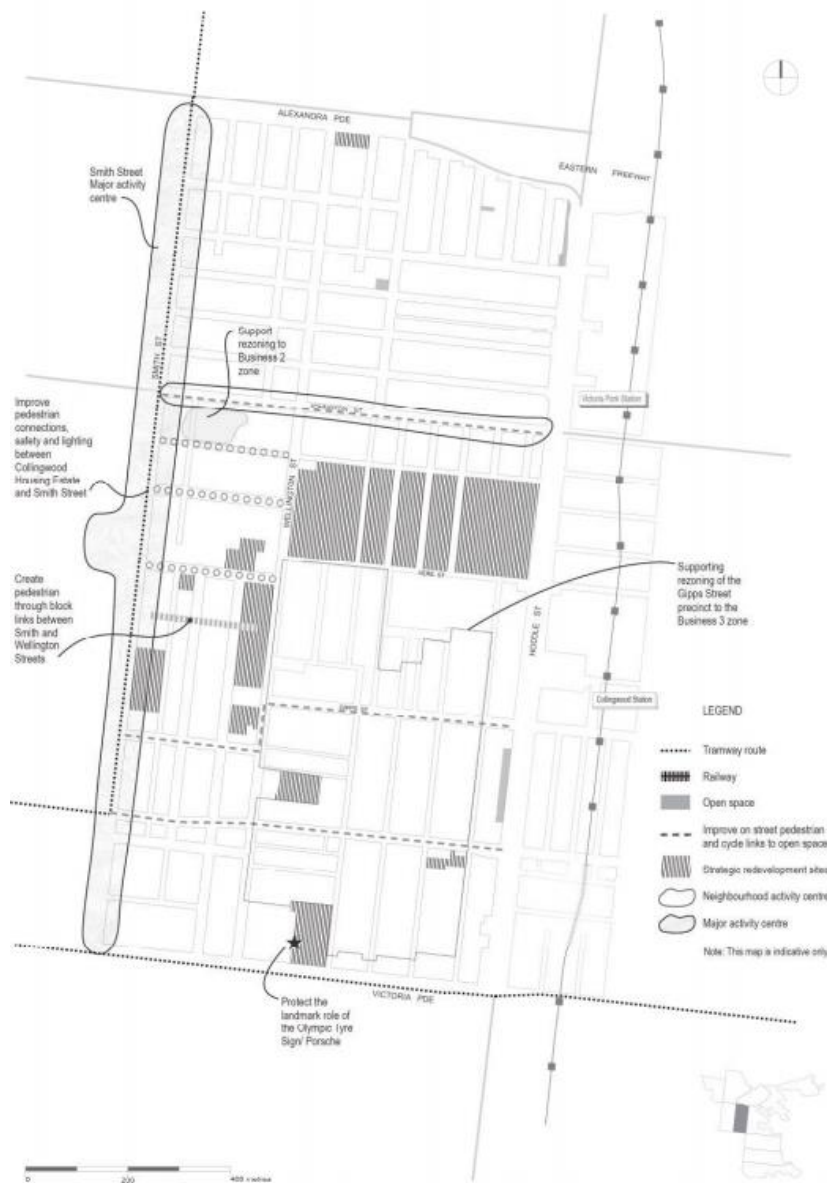 ALEXANDRA PDE
EASTERN FREEWAY
Smith Street
Major activity
centre
SMITH ST
Support
rezoning to
Business 2
zone
Victoria Park Station
Improve
pedestrian
connections,
safety and lighting
between
Collingwood
Housing Estate
and Smith Street
WELLINGTON ST
Create
pedestrian
through block
links between
Smith and
Wellington
Streets
HODDLE ST
Supporting
rezoning of the
Gipps Street
precinct to the
Business 3 zone
Collingwood Station
LEGEND
Tramway route
Railway
Open space
Improve on street pedestrian
and cycle links to open space
Strategic redevelopment sites
Neighbourhood activity centre
Major activity centre
Note: This map is indicative only
VICTORIA PDE
Protect the
landmark role of
the Olympic Tyre
Sign/ Porsche
0 200 400 metres